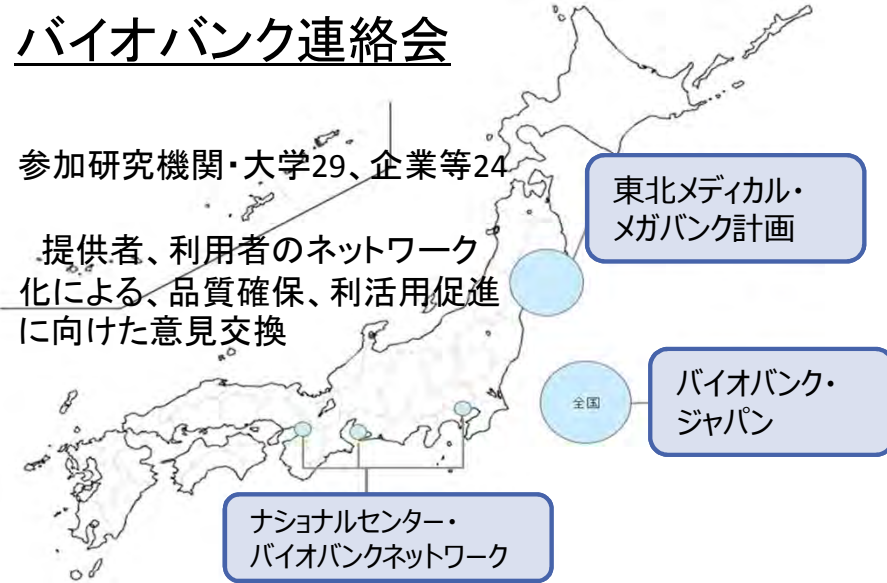 バイオバンク連絡会
参加研究機関・大学29、企業等24
提供者、利用者のネットワーク
化による、品質確保、利活用促進
に向けた意見交換
東北メディカル・
メガバンク計画
全国
バイオバンク・
ジャパン
ナショナルセンター・
バイオバンクネットワーク